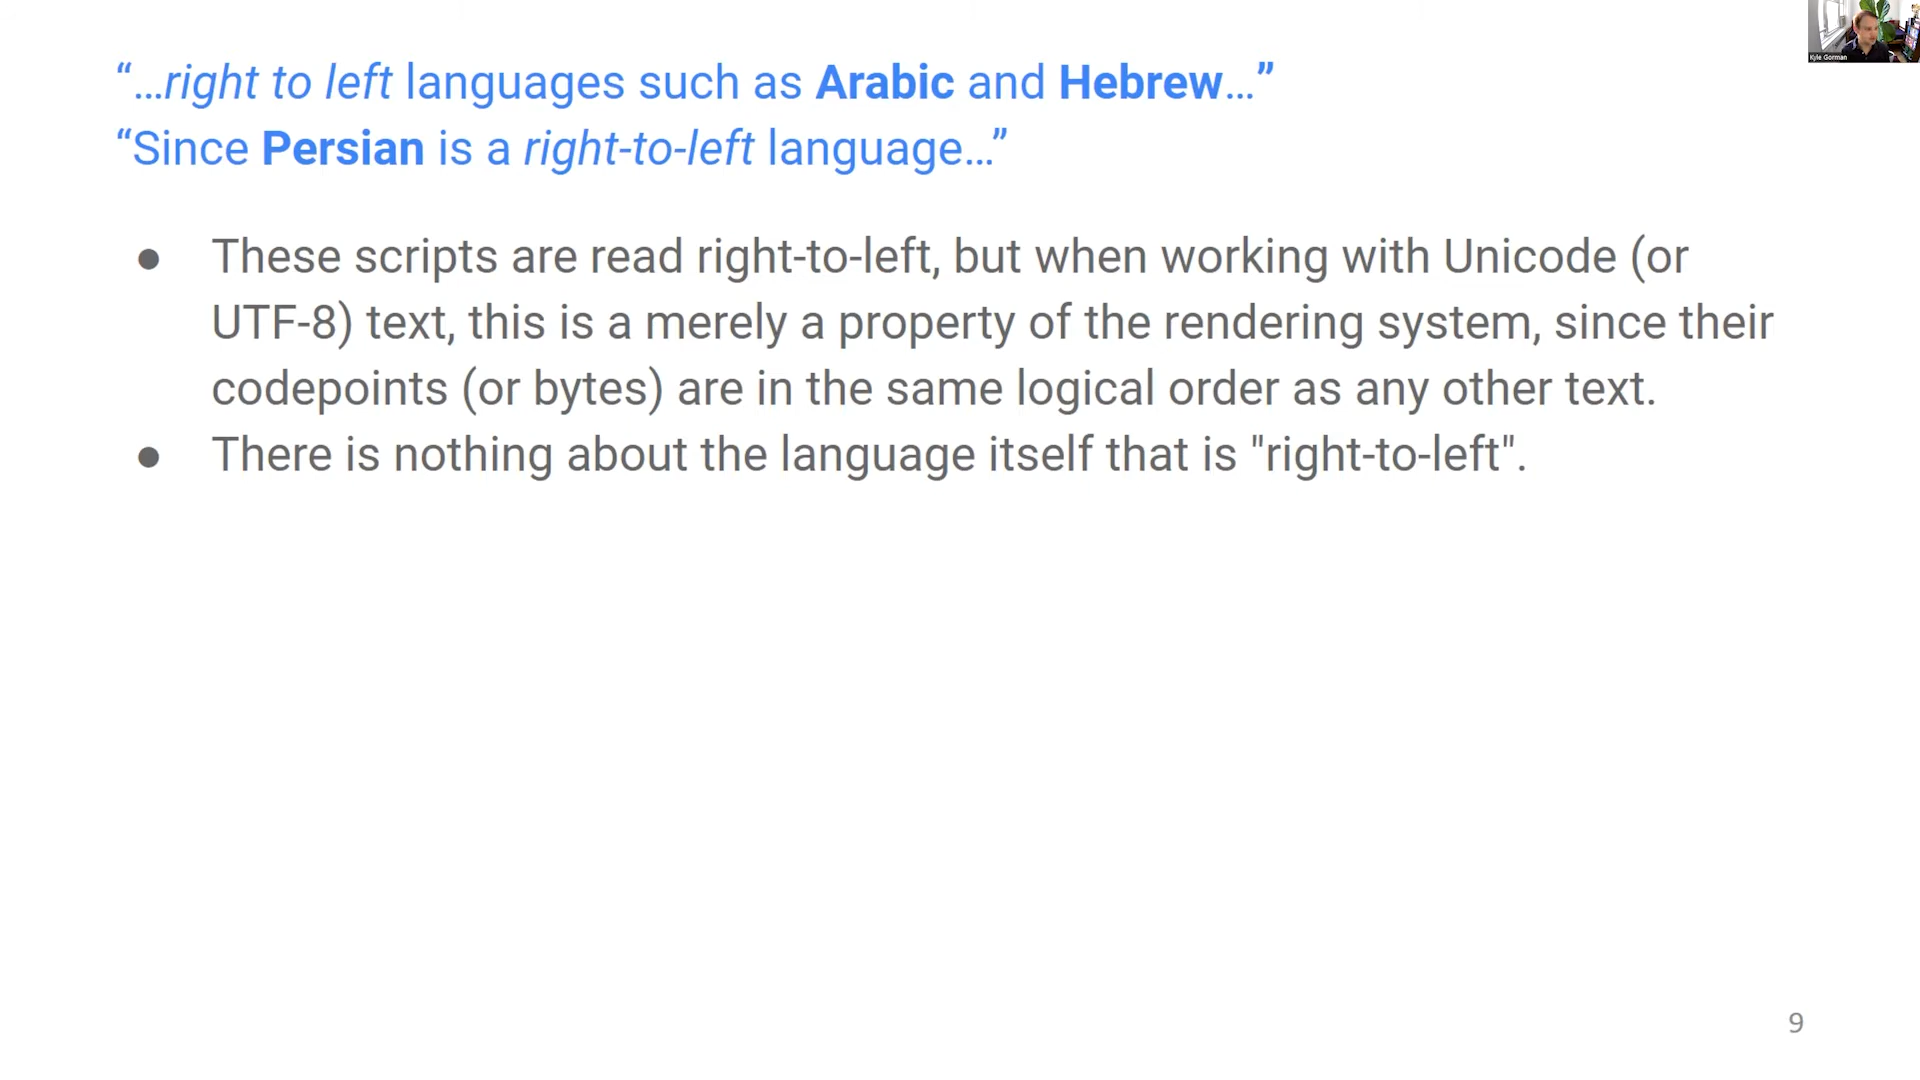 “…right to left languages such as Arabic and Hebrew…”
“Since Persian is a right-to-left language…”
● These scripts are read right-to-left, but when working with Unicode (or
UTF-8) text, this is a merely a property of the rendering system, since their
codepoints (or bytes) are in the same logical order as any other text.
● There is nothing about the language itself that is "right-to-left".
9
Kyle Gorman